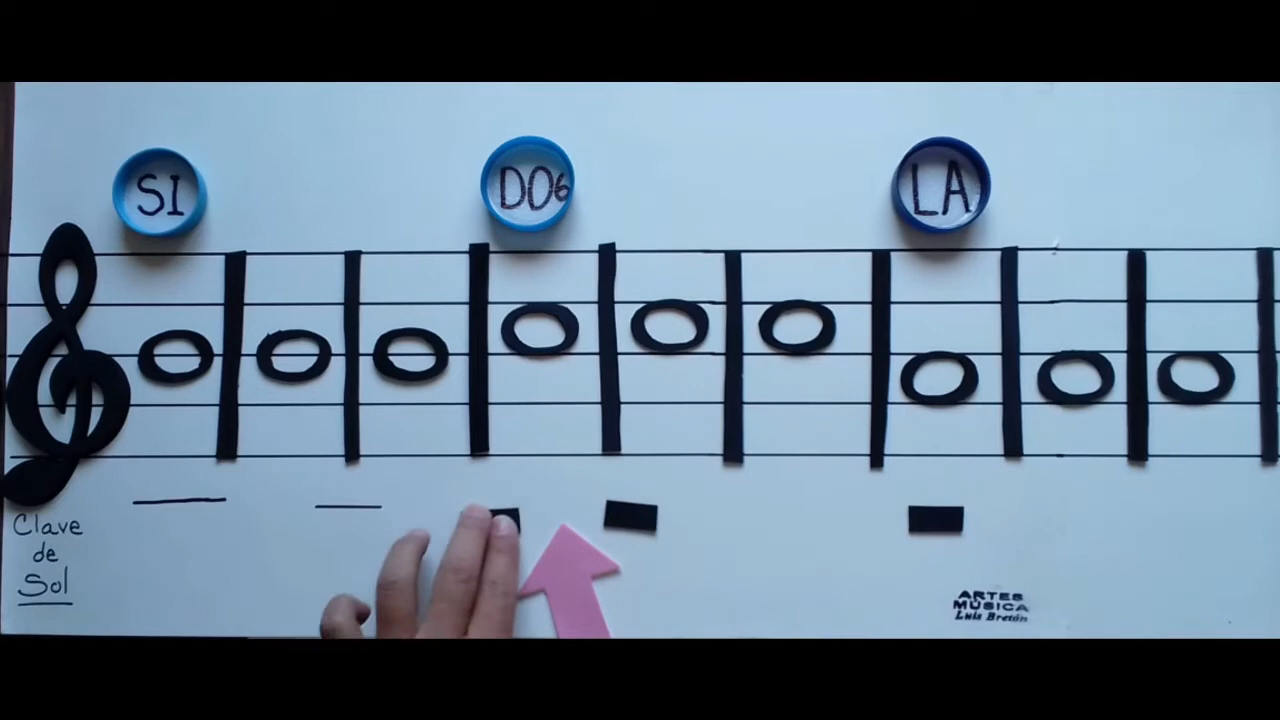 SI
DO6
LA
Clave
de
Sol
ARTES
MÚSICA
Luis Bretón